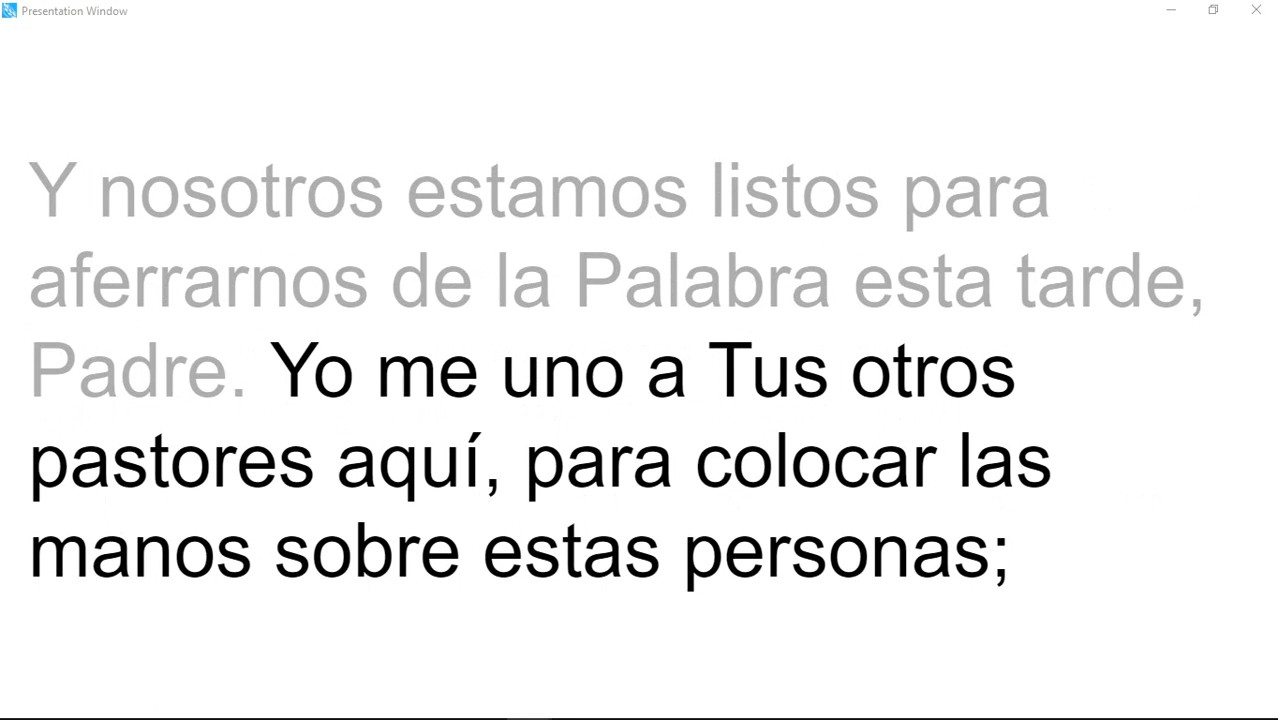 Presentation Window
Y nosotros estamos listos para
aferrarnos de la Palabra esta tarde,
Padre. Yo me uno a Tus otros
pastores aquí, para colocar las
manos sobre estas personas;